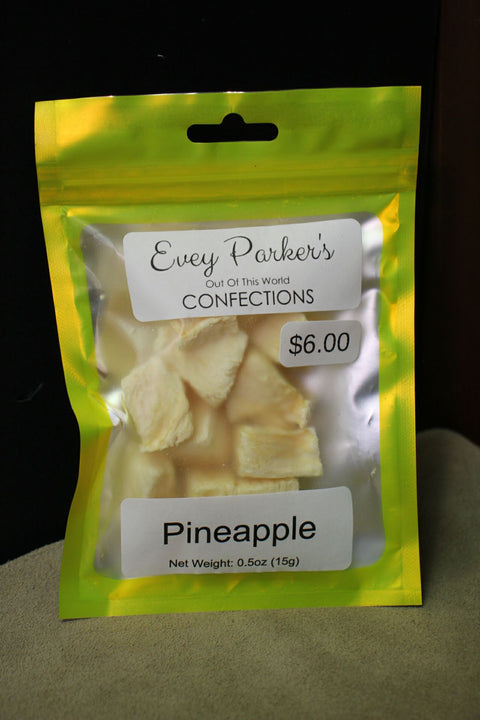 Evey Parker's
Out Of This World
CONFECTIONS
$6.00
Pineapple
Net Weight: 0.5oz (15g)